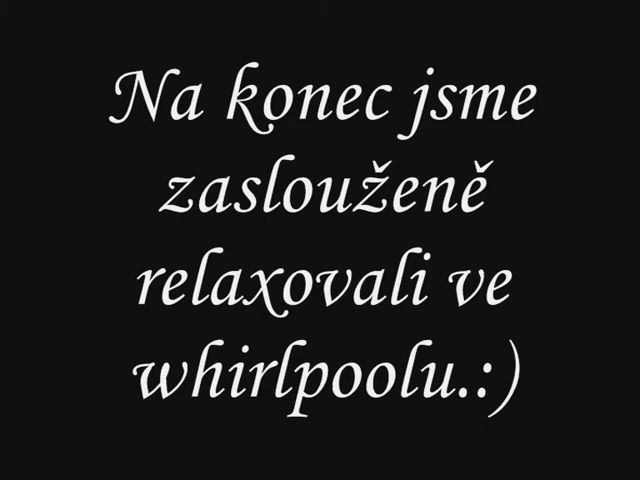 Na konec jsme
zaslouženě
relaxovali ve
whirlpoolu.:)